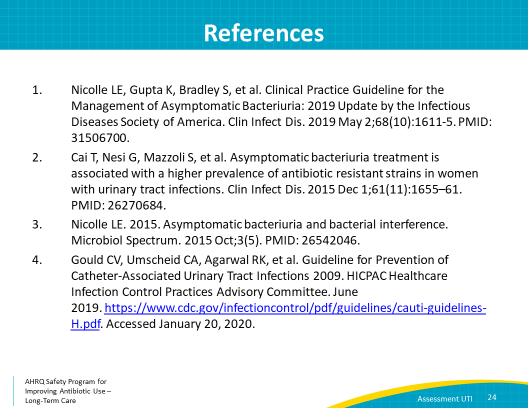 References
1. Nicolle LE, Gupta K, Bradley S, et al. Clinical Practice Guideline for the
Management of Asymptomatic Bacteriuria: 2019 Update by the Infectious
Diseases Society of America. Clin Infect Dis. 2019 May 2;68(10):1611-5. PMID:
31506700.
2. Cai T, Nesi G, Mazzoli S, et al. Asymptomatic bacteriuria treatment is
associated with a higher prevalence of antibiotic resistant strains in women
with urinary tract infections. Clin Infect Dis. 2015 Dec 1;61(11):1655–61.
PMID: 26270684.
3. Nicolle LE. 2015. Asymptomatic bacteriuria and bacterial interference.
Microbiol Spectrum. 2015 Oct;3(5). PMID: 26542046.
4. Gould CV, Umscheid CA, Agarwal RK, et al. Guideline for Prevention of
Catheter-Associated Urinary Tract Infections 2009. HICPAC Healthcare
Infection Control Practices Advisory Committee. June
2019. https://www.cdc.gov/infectioncontrol/pdf/guidelines/cauti-guidelines-
H.pdf. Accessed January 20, 2020.
AHRQ Safety Program for
Improving Antibiotic Use –
Long-Term Care
Assessment UTI 24